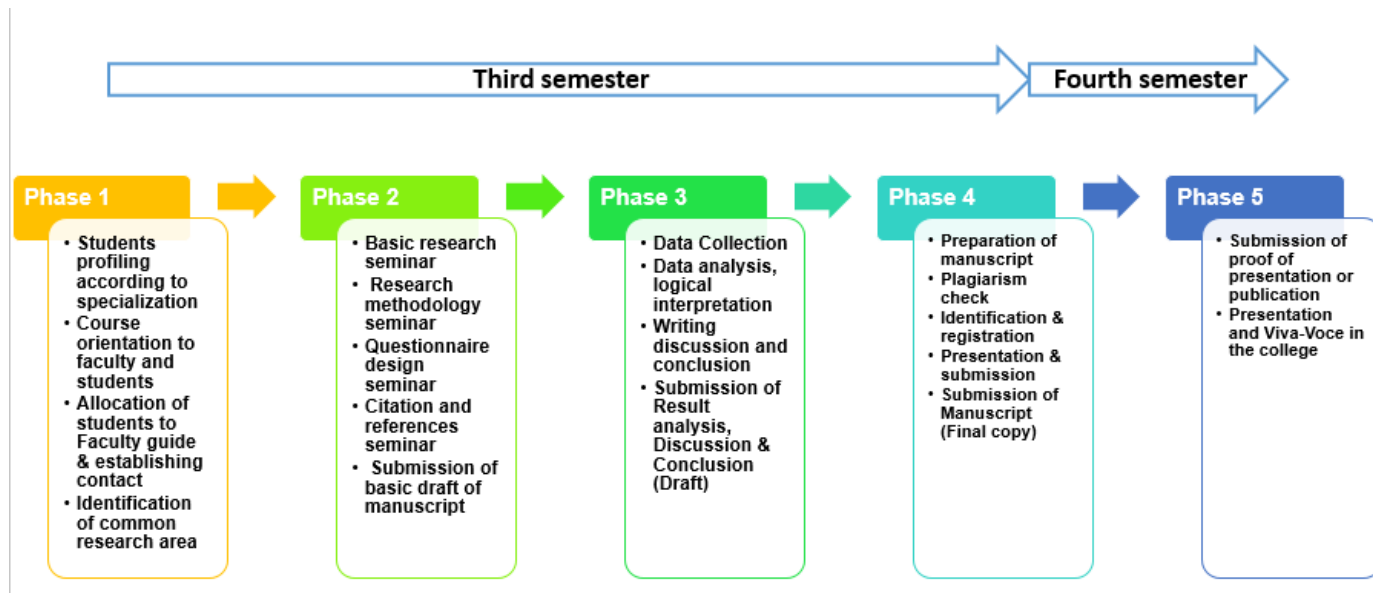 Third semester
Fourth semester
Phase 1
• Students
profiling
according to
specialization
• Course
orientation to
faculty and
students
• Allocation of
students to
Faculty guide
& establishing
contact
• Identification
of common
research area
Phase 2
• Basic research
seminar
• Research
methodology
seminar
• Questionnaire
design
seminar
• Citation and
references
seminar
• Submission of
basic draft of
manuscript
Phase 3
• Data Collection
• Data analysis,
logical
interpretation
• Writing
discussion and
conclusion
• Submission of
Result
analysis,
Discussion &
Conclusion
(Draft)
Phase 4
• Preparation of
manuscript
• Plagiarism
check
• Identification &
registration
• Presentation &
submission
• Submission of
Manuscript
(Final copy)
Phase 5
• Submission of
proof of
presentation or
publication
• Presentation
and Viva-Voce in
the college